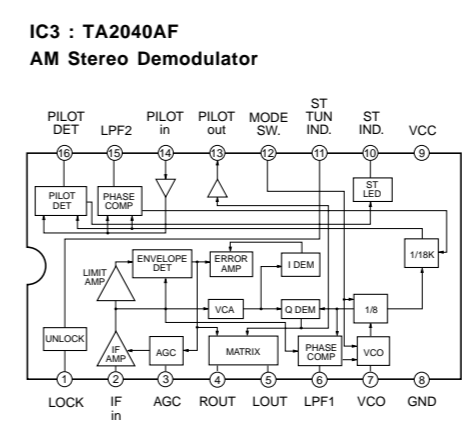 IC3 : TA2040AF
AM Stereo Demodulator
PILOT
DET
LPF2
PILOT
in
PILOT
out
MODE
SW.
ST
TUN
IND.
ST
IND.
VCC
16
15
14
13
12
11
10
9
PILOT
DET
PHASE
COMP
ST
LED
1/18K
ENVELOPE
DET
ERROR
AMP
I DEM
LIMIT
AMP
VCA
Q DEM
1/8
UNLOCK
IF
AMP
AGC
MATRIX
PHASE
COMP
VCO
1
2
3
4
5
6
7
8
LOCK
IF
in
AGC
ROUT
LOUT
LPF1
VCO
GND